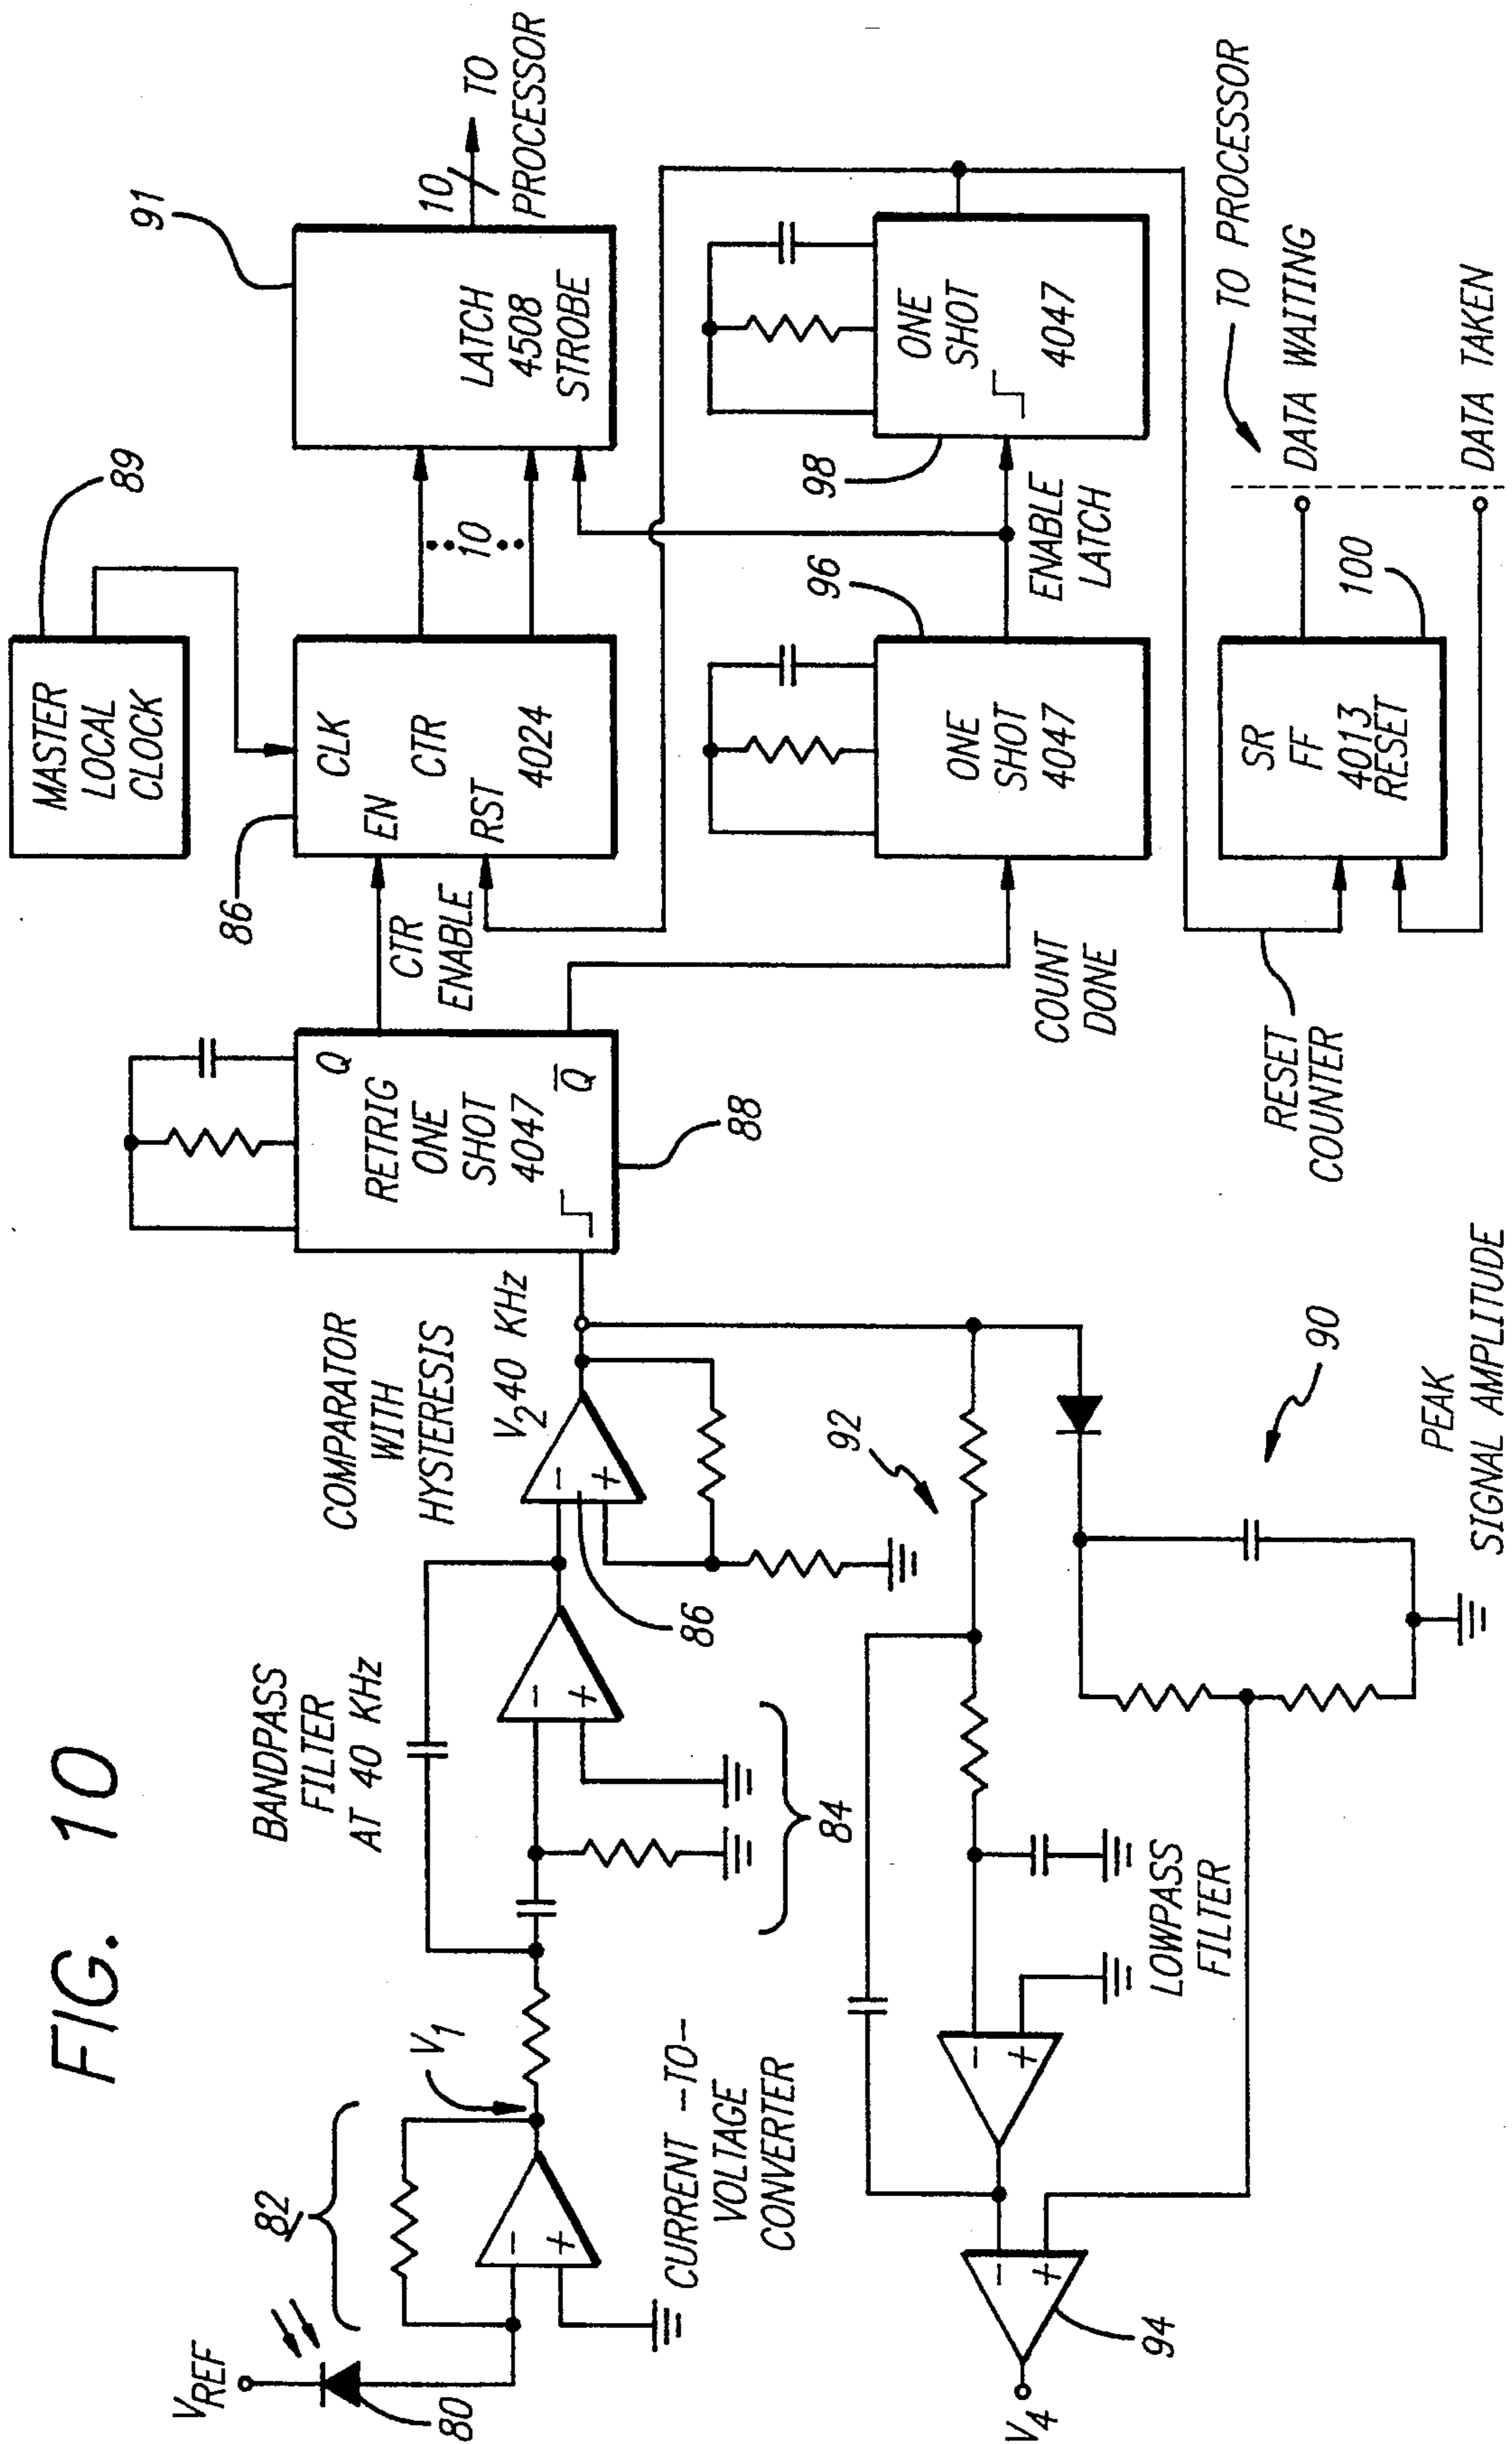 FIG. 10
VREF
80
82
V1
CURRENT -TO-
VOLTAGE
CONVERTER
BANDPASS
FILTER
AT 40 KHz
84
COMPARATOR
WITH
HYSTERESIS
86
V2 40 KHz
RETRIG
ONE
SHOT
4047
Q
Q̅
88
CTR
ENABLE
COUNT
DONE
MASTER
LOCAL
CLOCK
89
86
CLK
EN
CTR
RST
4024
10
LATCH
4508
STROBE
91
10
TO
PROCESSOR
ONE
SHOT
4047
96
ENABLE
LATCH
ONE
SHOT
4047
98
RESET
COUNTER
SR
FF
4013
RESET
100
TO PROCESSOR
DATA WAITING
DATA TAKEN
92
90
PEAK
SIGNAL AMPLITUDE
LOWPASS
FILTER
94
V4